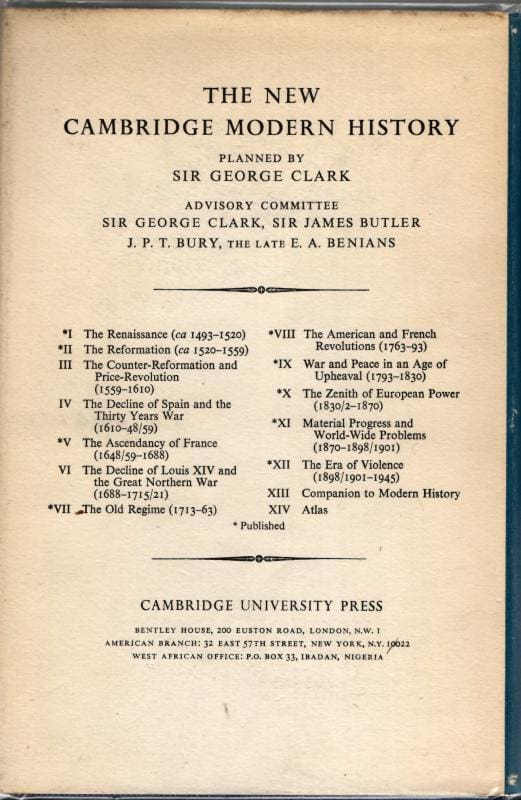 THE NEW
CAMBRIDGE MODERN HISTORY
PLANNED BY
SIR GEORGE CLARK
ADVISORY COMMITTEE
SIR GEORGE CLARK, SIR JAMES BUTLER
J. P. T. BURY, THE LATE E. A. BENIANS
*I The Renaissance (ca 1493–1520)
*II The Reformation (ca 1520–1559)
III The Counter-Reformation and
Price-Revolution
(1559–1610)
IV The Decline of Spain and the
Thirty Years War
(1610–48/59)
*V The Ascendancy of France
(1648/59–1688)
VI The Decline of Louis XIV and
the Great Northern War
(1688–1715/21)
*VII The Old Regime (1713–63)
*VIII The American and French
Revolutions (1763–93)
*IX War and Peace in an Age of
Upheaval (1793–1830)
*X The Zenith of European Power
(1830/2–1870)
*XI Material Progress and
World-Wide Problems
(1870–1898/1901)
*XII The Era of Violence
(1898/1901–1945)
XIII Companion to Modern History
XIV Atlas
* Published
CAMBRIDGE UNIVERSITY PRESS
BENTLEY HOUSE, 200 EUSTON ROAD, LONDON, N.W. I
AMERICAN BRANCH: 32 EAST 57TH STREET, NEW YORK, N.Y. 10022
WEST AFRICAN OFFICE: P.O. BOX 33, IBADAN, NIGERIA